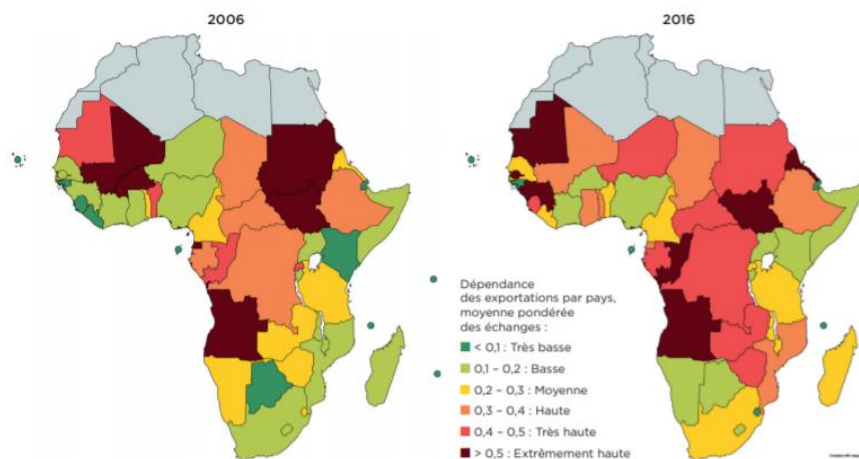 2006
2016
Dépendance
des exportations par pays,
moyenne pondérée
des échanges :
< 0,1 : Très basse
0,1 – 0,2 : Basse
0,2 – 0,3 : Moyenne
0,3 – 0,4 : Haute
0,4 – 0,5 : Très haute
> 0,5 : Extrêmement haute